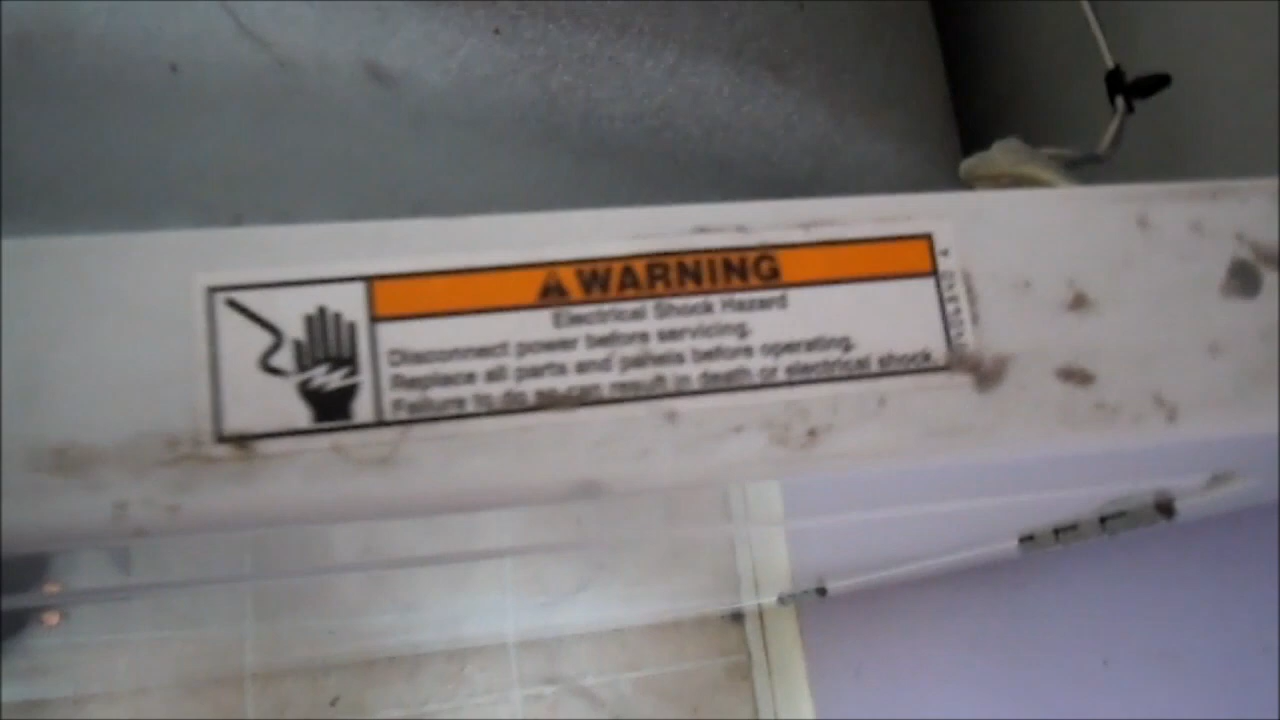 WARNING
Electrical Shock Hazard
Disconnect power before servicing.
Replace all parts and panels before operating.
Failure to do so can result in death or electrical shock.